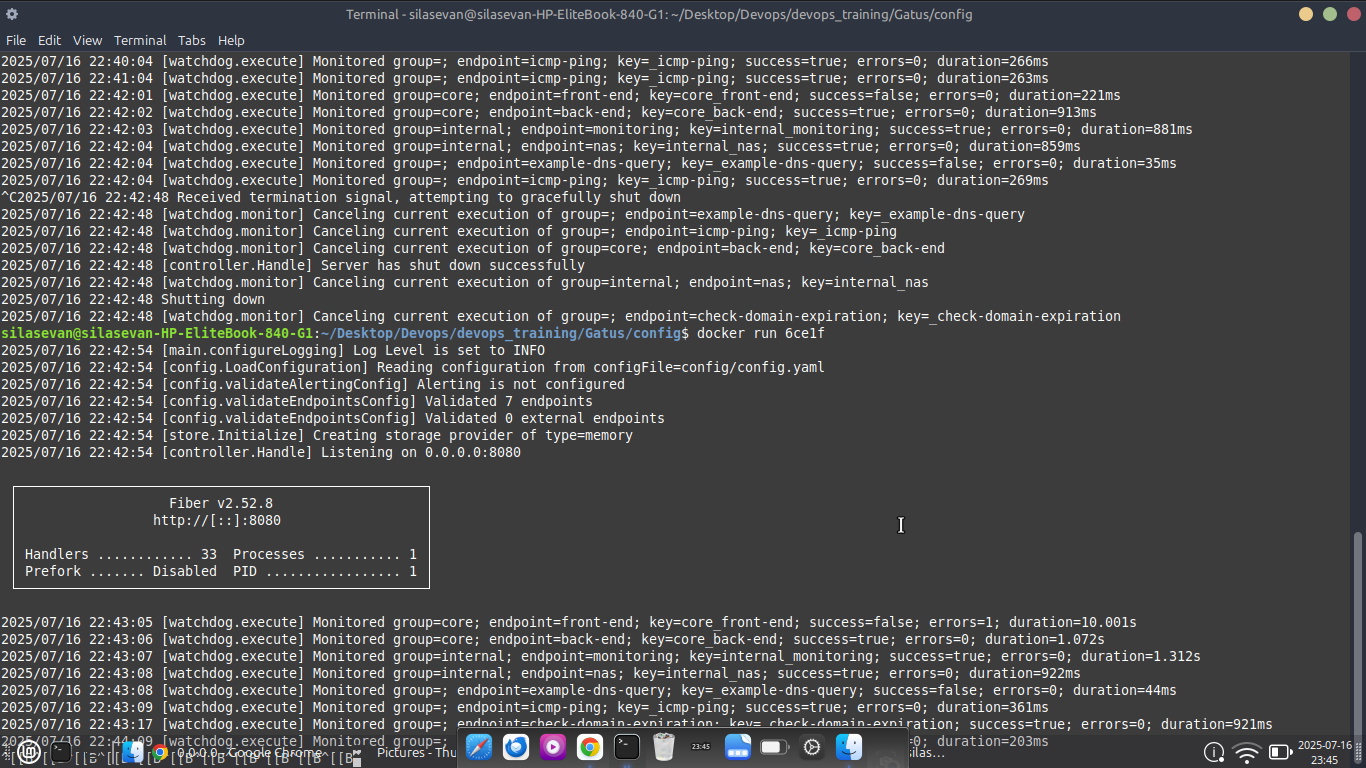 Terminal - silasevan@silasevan-HP-EliteBook-840-G1: ~/Desktop/Devops/devops_training/Gatus/config
File Edit View Terminal Tabs Help
2025/07/16 22:40:04 [watchdog.execute] Monitored group=; endpoint=icmp-ping; key=_icmp-ping; success=true; errors=0; duration=266ms
2025/07/16 22:41:04 [watchdog.execute] Monitored group=; endpoint=icmp-ping; key=_icmp-ping; success=true; errors=0; duration=263ms
2025/07/16 22:42:01 [watchdog.execute] Monitored group=core; endpoint=front-end; key=core_front-end; success=false; errors=0; duration=221ms
2025/07/16 22:42:02 [watchdog.execute] Monitored group=core; endpoint=back-end; key=core_back-end; success=true; errors=0; duration=913ms
2025/07/16 22:42:03 [watchdog.execute] Monitored group=internal; endpoint=monitoring; key=internal_monitoring; success=true; errors=0; duration=881ms
2025/07/16 22:42:04 [watchdog.execute] Monitored group=internal; endpoint=nas; key=internal_nas; success=true; errors=0; duration=859ms
2025/07/16 22:42:04 [watchdog.execute] Monitored group=; endpoint=example-dns-query; key=_example-dns-query; success=false; errors=0; duration=35ms
2025/07/16 22:42:04 [watchdog.execute] Monitored group=; endpoint=icmp-ping; key=_icmp-ping; success=true; errors=0; duration=269ms
^C2025/07/16 22:42:48 Received termination signal, attempting to gracefully shut down
2025/07/16 22:42:48 [watchdog.monitor] Canceling current execution of group=; endpoint=example-dns-query; key=_example-dns-query
2025/07/16 22:42:48 [watchdog.monitor] Canceling current execution of group=; endpoint=icmp-ping; key=_icmp-ping
2025/07/16 22:42:48 [watchdog.monitor] Canceling current execution of group=core; endpoint=back-end; key=core_back-end
2025/07/16 22:42:48 [controller.Handle] Server has shut down successfully
2025/07/16 22:42:48 [watchdog.monitor] Canceling current execution of group=internal; endpoint=nas; key=internal_nas
2025/07/16 22:42:48 Shutting down
2025/07/16 22:42:48 [watchdog.monitor] Canceling current execution of group=; endpoint=check-domain-expiration; key=_check-domain-expiration
silasevan@silasevan-HP-EliteBook-840-G1:~/Desktop/Devops/devops_training/Gatus/config$ docker run 6ce1f
2025/07/16 22:42:54 [main.configureLogging] Log Level is set to INFO
2025/07/16 22:42:54 [config.LoadConfiguration] Reading configuration from configFile=config/config.yaml
2025/07/16 22:42:54 [config.validateAlertingConfig] Alerting is not configured
2025/07/16 22:42:54 [config.validateEndpointsConfig] Validated 7 endpoints
2025/07/16 22:42:54 [config.validateEndpointsConfig] Validated 0 external endpoints
2025/07/16 22:42:54 [store.Initialize] Creating storage provider of type=memory
2025/07/16 22:42:54 [controller.Handle] Listening on 0.0.0.0:8080
Fiber v2.52.8
http://[::]:8080
Handlers ............ 33 Processes ........... 1
Prefork ....... Disabled PID ................. 1
2025/07/16 22:43:05 [watchdog.execute] Monitored group=core; endpoint=front-end; key=core_front-end; success=false; errors=1; duration=10.001s
2025/07/16 22:43:06 [watchdog.execute] Monitored group=core; endpoint=back-end; key=core_back-end; success=true; errors=0; duration=1.072s
2025/07/16 22:43:07 [watchdog.execute] Monitored group=internal; endpoint=monitoring; key=internal_monitoring; success=true; errors=0; duration=1.312s
2025/07/16 22:43:08 [watchdog.execute] Monitored group=internal; endpoint=nas; key=internal_nas; success=true; errors=0; duration=922ms
2025/07/16 22:43:08 [watchdog.execute] Monitored group=; endpoint=example-dns-query; key=_example-dns-query; success=false; errors=0; duration=44ms
2025/07/16 22:43:09 [watchdog.execute] Monitored group=; endpoint=icmp-ping; key=_icmp-ping; success=true; errors=0; duration=361ms
2025/07/16 22:43:17 [watchdog.execute] Monitored group=; endpoint=check-domain-expiration; key=_check-domain-expiration; success=true; errors=0; duration=921ms
2025/07/16 22:44:09 [watchdog.execute] Monitored group=; =0; duration=203ms
0.0.0.0 - Google Chrome
Pictures - Thu
23:45
silas...
2025-07-16
23:45